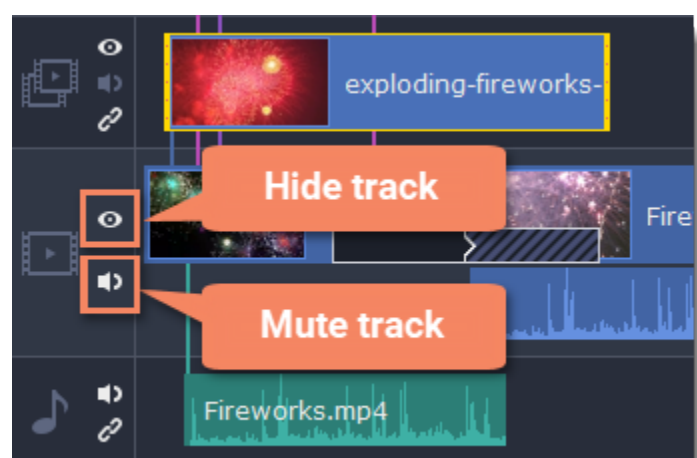 exploding-fireworks-
Hide track
Fire
Mute track
Fireworks.mp4